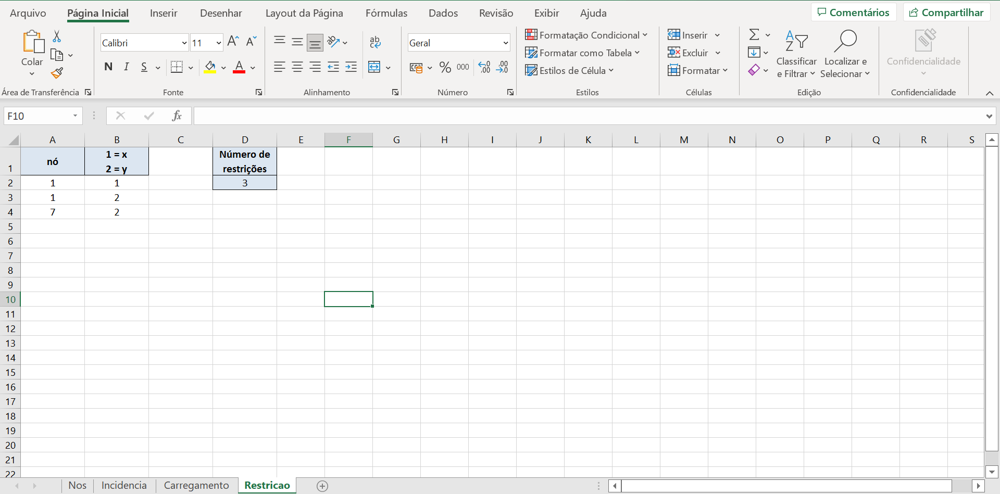 Arquivo Página Inicial Inserir Desenhar Layout da Página Fórmulas Dados Revisão Exibir Ajuda Comentários Compartilhar
Colar
Calibri 11
N I S A
ab
Geral
% 000
Formatação Condicional
Formatar como Tabela
Estilos de Célula
Inserir
Excluir
Formatar
Classificar e Filtrar
Localizar e Selecionar
Confidencialidade
Área de Transferência Fonte Alinhamento Número Estilos Células Edição Confidencialidade
F10 fx
A B C D E F G H I J K L M N O P Q R S
1 nó 1 = x 2 = y Número de restrições
2 1 1 3
3 1 2
4 7 2
5
6
7
8
9
10
11
12
13
14
15
16
17
18
19
20
21
22
Nos Incidencia Carregamento Restricao